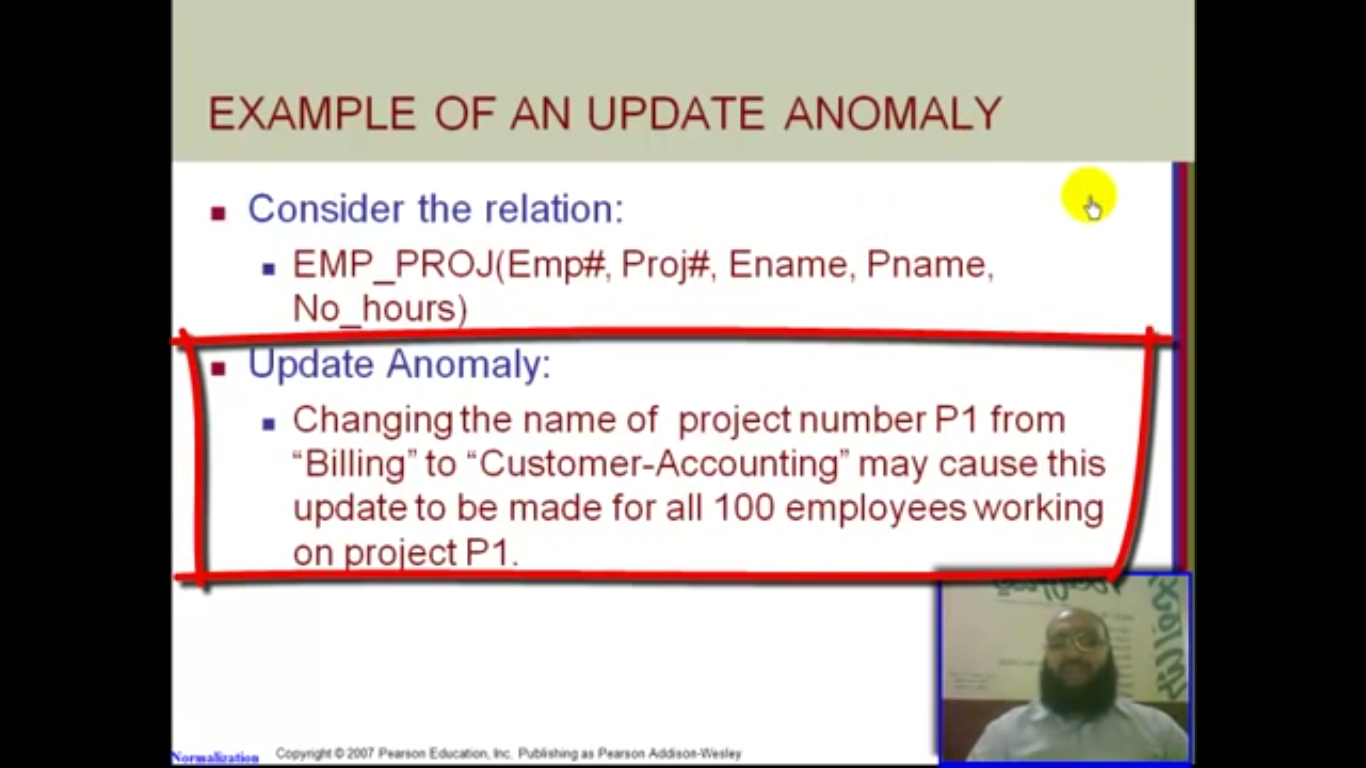 EXAMPLE OF AN UPDATE ANOMALY
Consider the relation:
EMP_PROJ(Emp#, Proj#, Ename, Pname,
No_hours)
Update Anomaly:
Changing the name of project number P1 from
“Billing” to “Customer-Accounting” may cause this
update to be made for all 100 employees working
on project P1.
Normalization
Copyright © 2007 Pearson Education, Inc. Publishing as Pearson Addison-Wesley